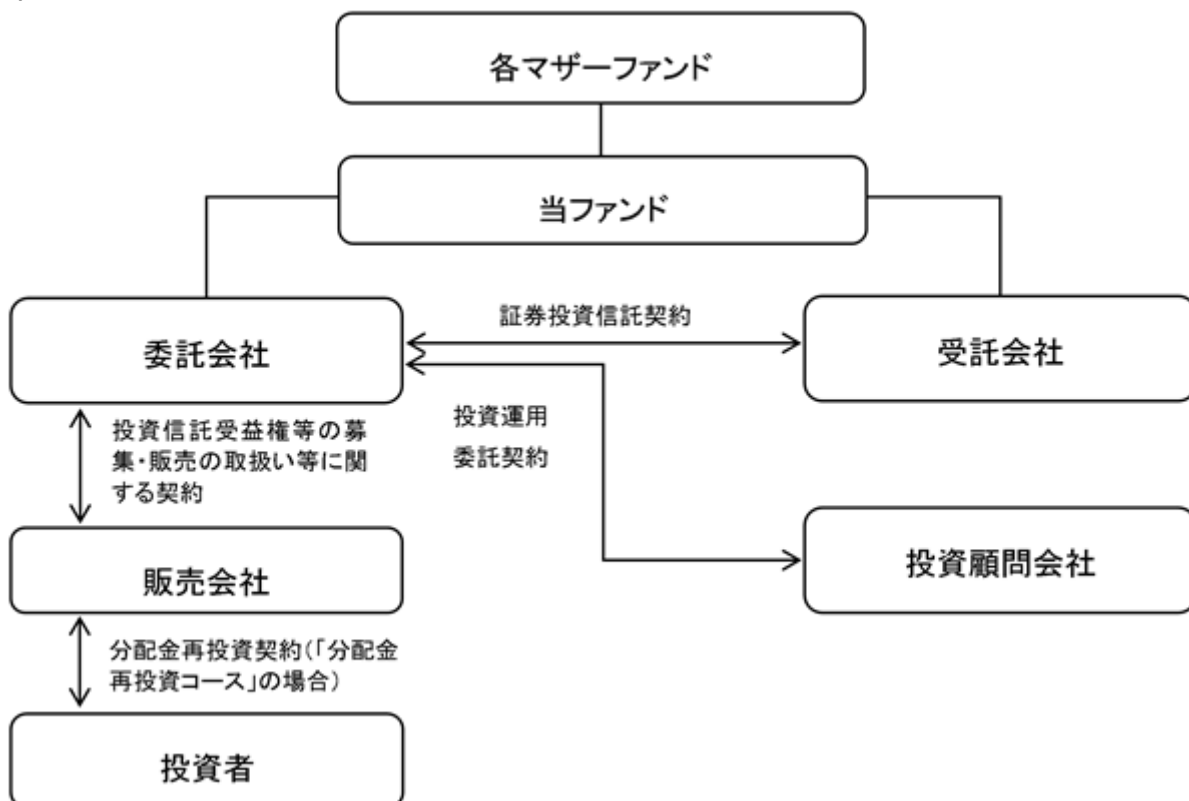 各マザーファンド
当ファンド
委託会社
証券投資信託契約
受託会社
投資運用
委託契約
投資信託受益権等の募
集・販売の取扱い等に関
する契約
販売会社
投資顧問会社
分配金再投資契約(「分配金
再投資コース」の場合)
投資者